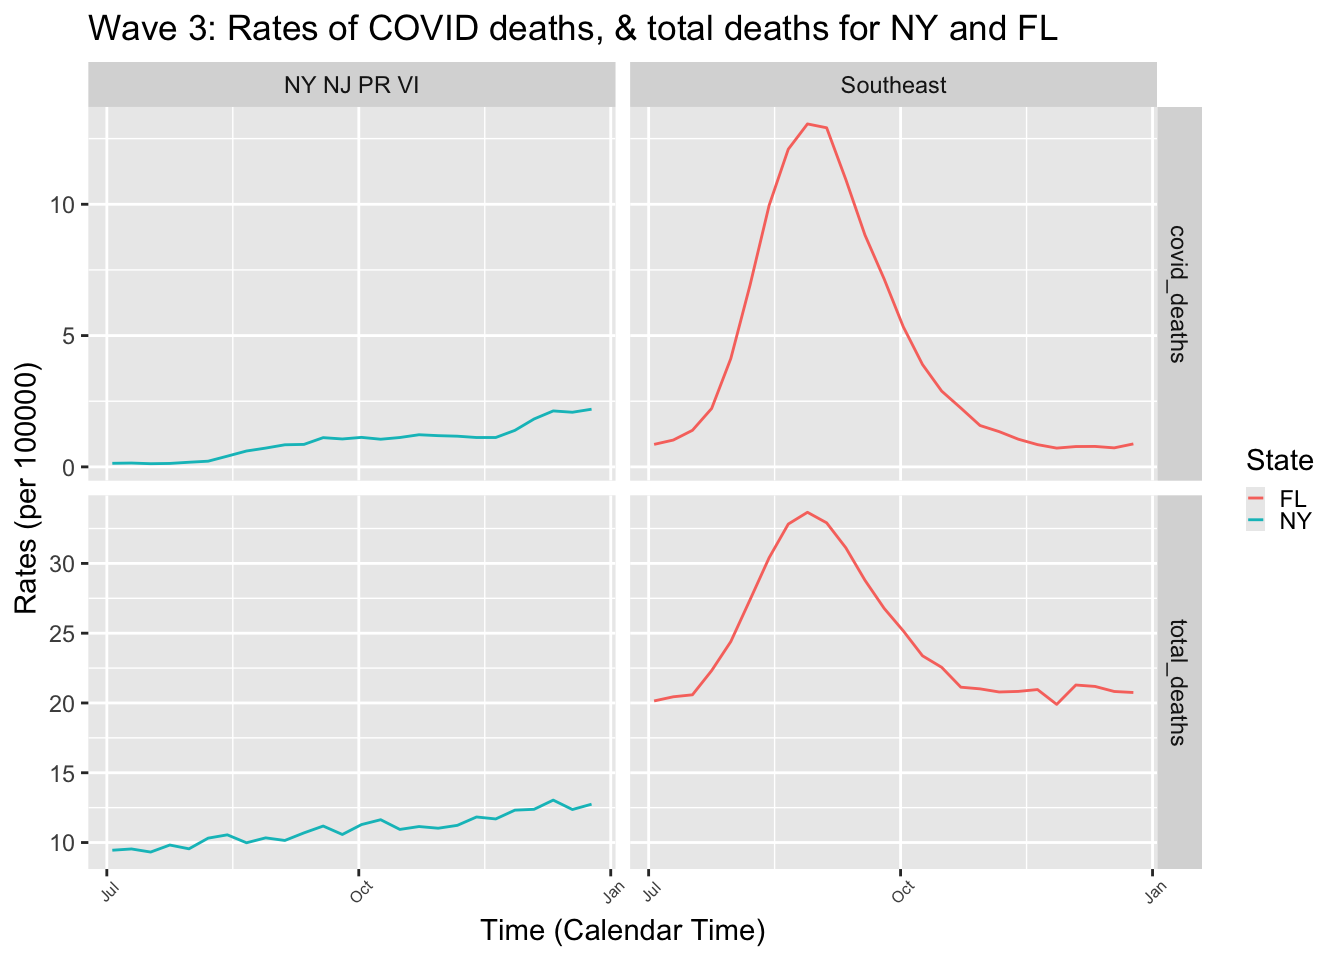 Wave 3: Rates of COVID deaths, & total deaths for NY and FL
NY NJ PR VI
Southeast
10
5
0
covid_deaths
30
25
20
15
10
total_deaths
Rates (per 100000)
Jul
Oct
Jan
Jul
Oct
Jan
Time (Calendar Time)
State
FL
NY